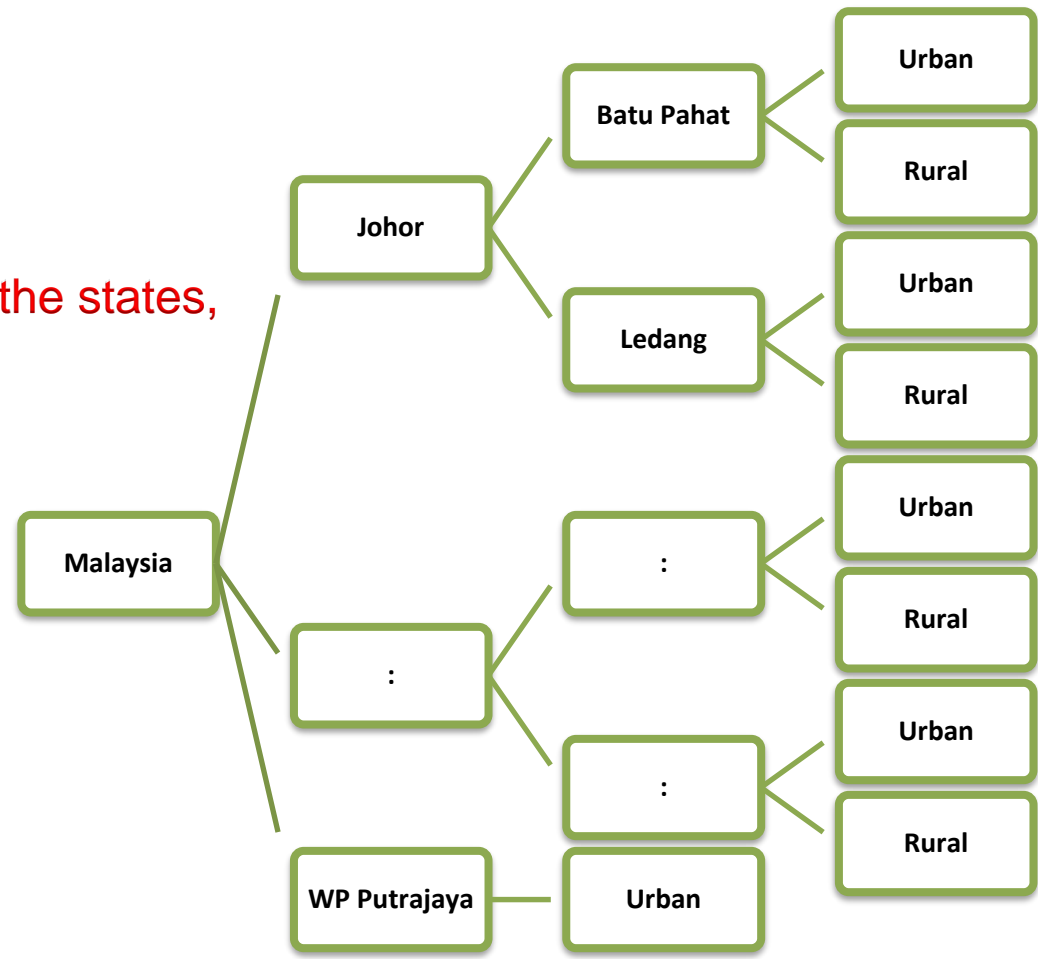 Urban
Batu Pahat
Rural
Johor
the states,
Urban
Ledang
Rural
Urban
Malaysia
:
Rural
:
Urban
:
Rural
WP Putrajaya
Urban